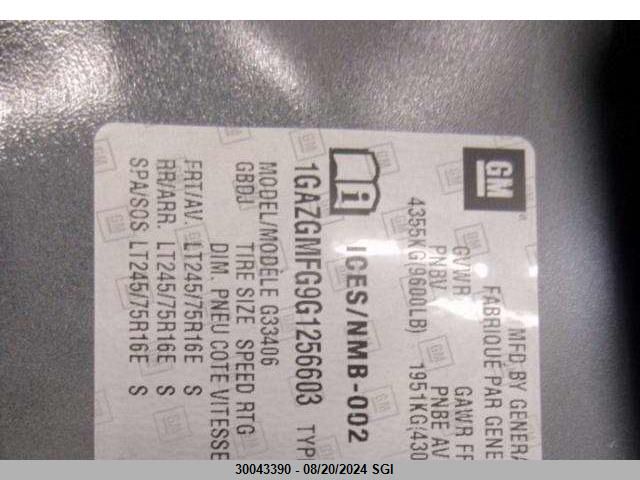 GM
MFD BY GENERA
FABRIQUÉ PAR GENE
GVWR GAWR FR
PNBV PNBE AV
4355KG(9600LB) 1951KG(430
i ICES/NMB-002
1GAZGMFG9G1256603 TYP
MODEL/MODÈLE G33406
GBDJ TIRE SIZE SPEED RTG
DIM. PNEU COTE VITESSE
FRT/AV. LT245/75R16E S
RR/ARR. LT245/75R16E S
SPA/SOS LT245/75R16E S
30043390 - 08/20/2024 SGI